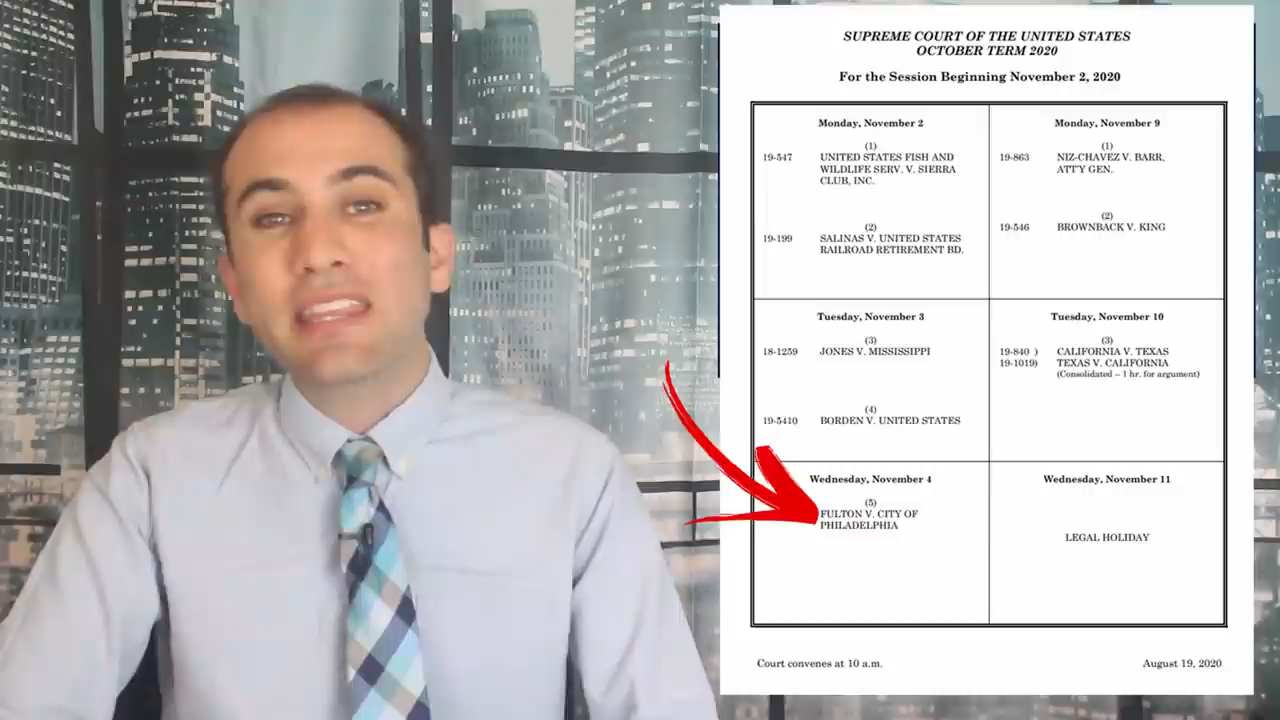 SUPREME COURT OF THE UNITED STATES
OCTOBER TERM 2020
For the Session Beginning November 2, 2020
Monday, November 2
(1)
19-547 UNITED STATES FISH AND
WILDLIFE SERV. V. SIERRA
CLUB, INC.
(2)
19-199 SALINAS V. UNITED STATES
RAILROAD RETIREMENT BD.
Monday, November 9
(1)
19-863 NIZ-CHAVEZ V. BARR,
ATT'Y GEN.
(2)
19-546 BROWNBACK V. KING
Tuesday, November 3
(3)
18-1259 JONES V. MISSISSIPPI
(4)
19-5410 BORDEN V. UNITED STATES
Tuesday, November 10
(3)
19-840 ) CALIFORNIA V. TEXAS
19-1019) TEXAS V. CALIFORNIA
(Consolidated – 1 hr. for argument)
Wednesday, November 4
(5)
FULTON V. CITY OF
PHILADELPHIA
Wednesday, November 11
LEGAL HOLIDAY
Court convenes at 10 a.m.
August 19, 2020